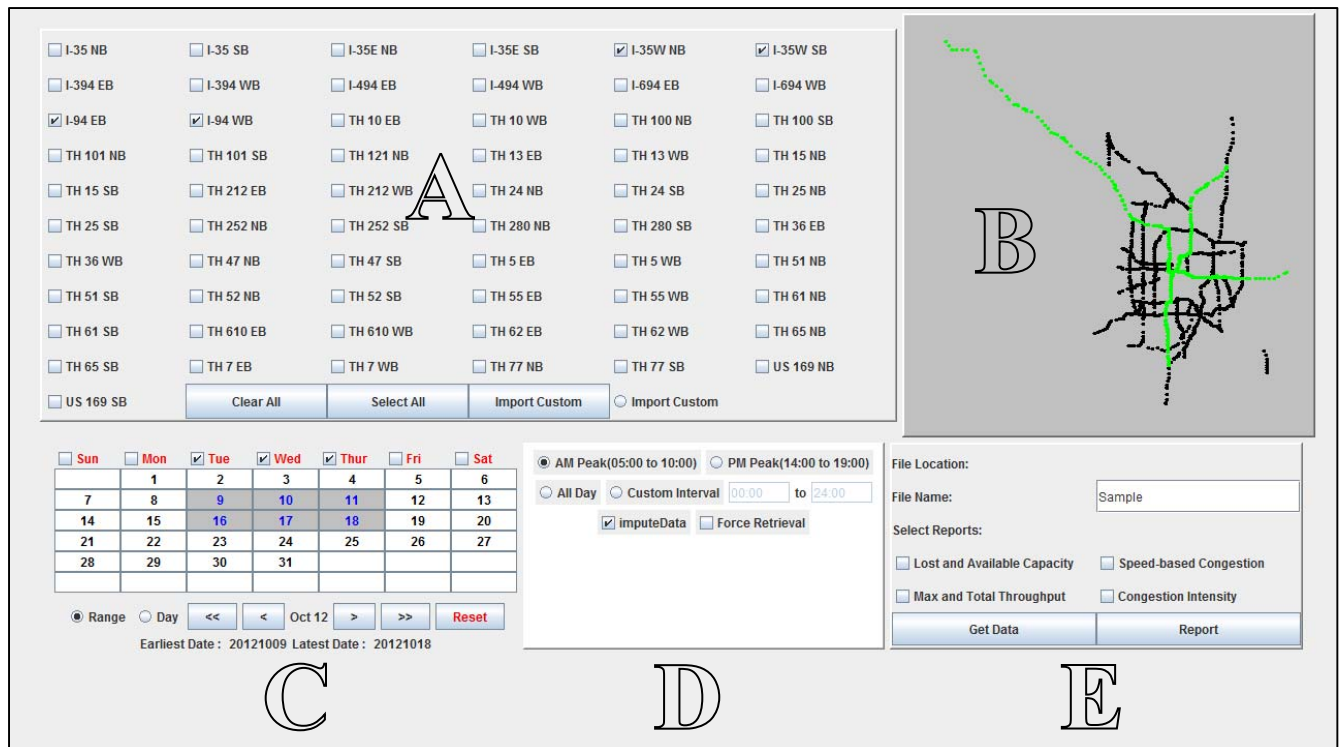 I-35 NB I-35 SB I-35E NB I-35E SB I-35W NB I-35W SB
I-394 EB I-394 WB I-494 EB I-494 WB I-694 EB I-694 WB
I-94 EB I-94 WB TH 10 EB TH 10 WB TH 100 NB TH 100 SB
TH 101 NB TH 101 SB TH 121 NB TH 13 EB TH 13 WB TH 15 NB
TH 15 SB TH 212 EB TH 212 WB TH 24 NB TH 24 SB TH 25 NB
TH 25 SB TH 252 NB TH 252 SB TH 280 NB TH 280 SB TH 36 EB
TH 36 WB TH 47 NB TH 47 SB TH 5 EB TH 5 WB TH 51 NB
TH 51 SB TH 52 NB TH 52 SB TH 55 EB TH 55 WB TH 61 NB
TH 61 SB TH 610 EB TH 610 WB TH 62 EB TH 62 WB TH 65 NB
TH 65 SB TH 7 EB TH 7 WB TH 77 NB TH 77 SB US 169 NB
US 169 SB Clear All Select All Import Custom Import Custom
A
B
Sun Mon Tue Wed Thur Fri Sat
1 2 3 4 5 6
7 8 9 10 11 12 13
14 15 16 17 18 19 20
21 22 23 24 25 26 27
28 29 30 31
Range Day << < Oct 12 > >> Reset
Earliest Date : 20121009 Latest Date : 20121018
C
AM Peak(05:00 to 10:00) PM Peak(14:00 to 19:00)
All Day Custom Interval 00:00 to 24:00
imputeData Force Retrieval
D
File Location:
File Name: Sample
Select Reports:
Lost and Available Capacity Speed-based Congestion
Max and Total Throughput Congestion Intensity
Get Data Report
E